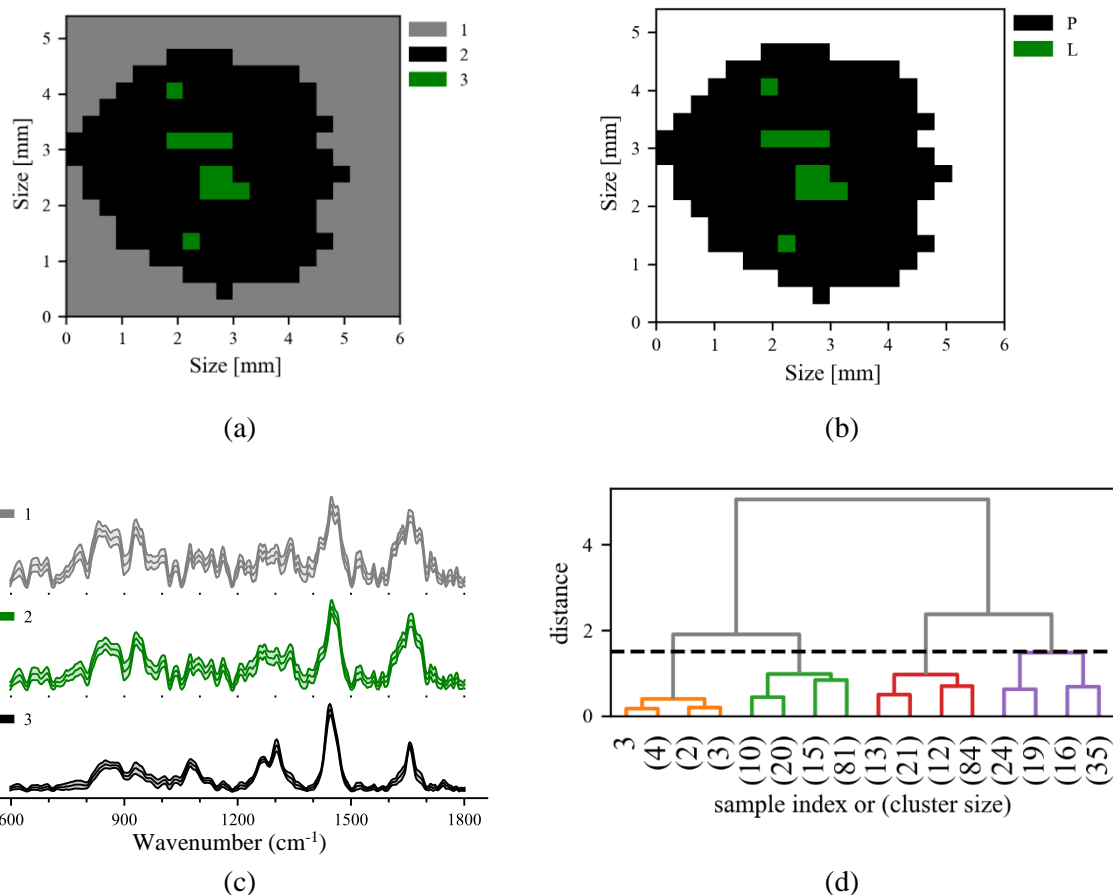 5
4
3
2
1
0
0 1 2 3 4 5 6
Size [mm]
Size [mm]
1
2
3
(a)
5
4
3
2
1
0
0 1 2 3 4 5 6
Size [mm]
Size [mm]
P
L
(b)
1
2
3
600 900 1200 1500 1800
Wavenumber (cm-1)
(c)
distance
4
2
0
3 (4) (2) (3) (10) (20) (15) (81) (13) (21) (12) (84) (24) (19) (16) (35)
sample index or (cluster size)
(d)